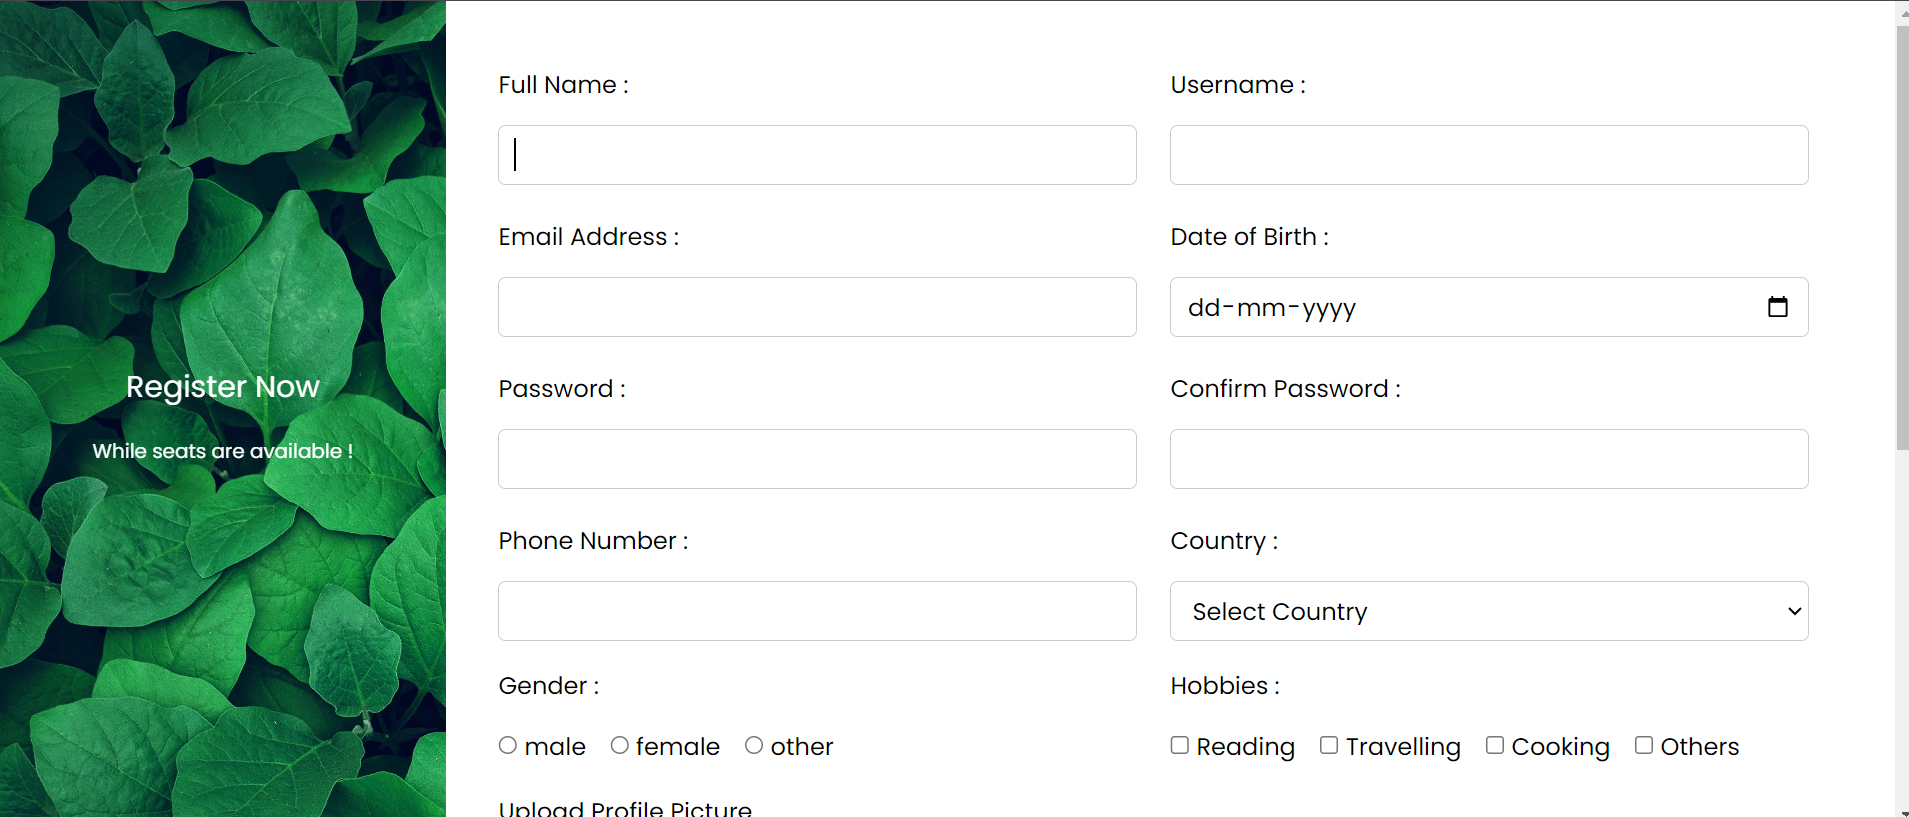 Register Now
While seats are available !
Full Name :
Username :
Email Address :
Date of Birth :
dd-mm-yyyy
Password :
Confirm Password :
Phone Number :
Country :
Select Country
Gender :
Hobbies :
male female other
Reading Travelling Cooking Others
Upload Profile Picture